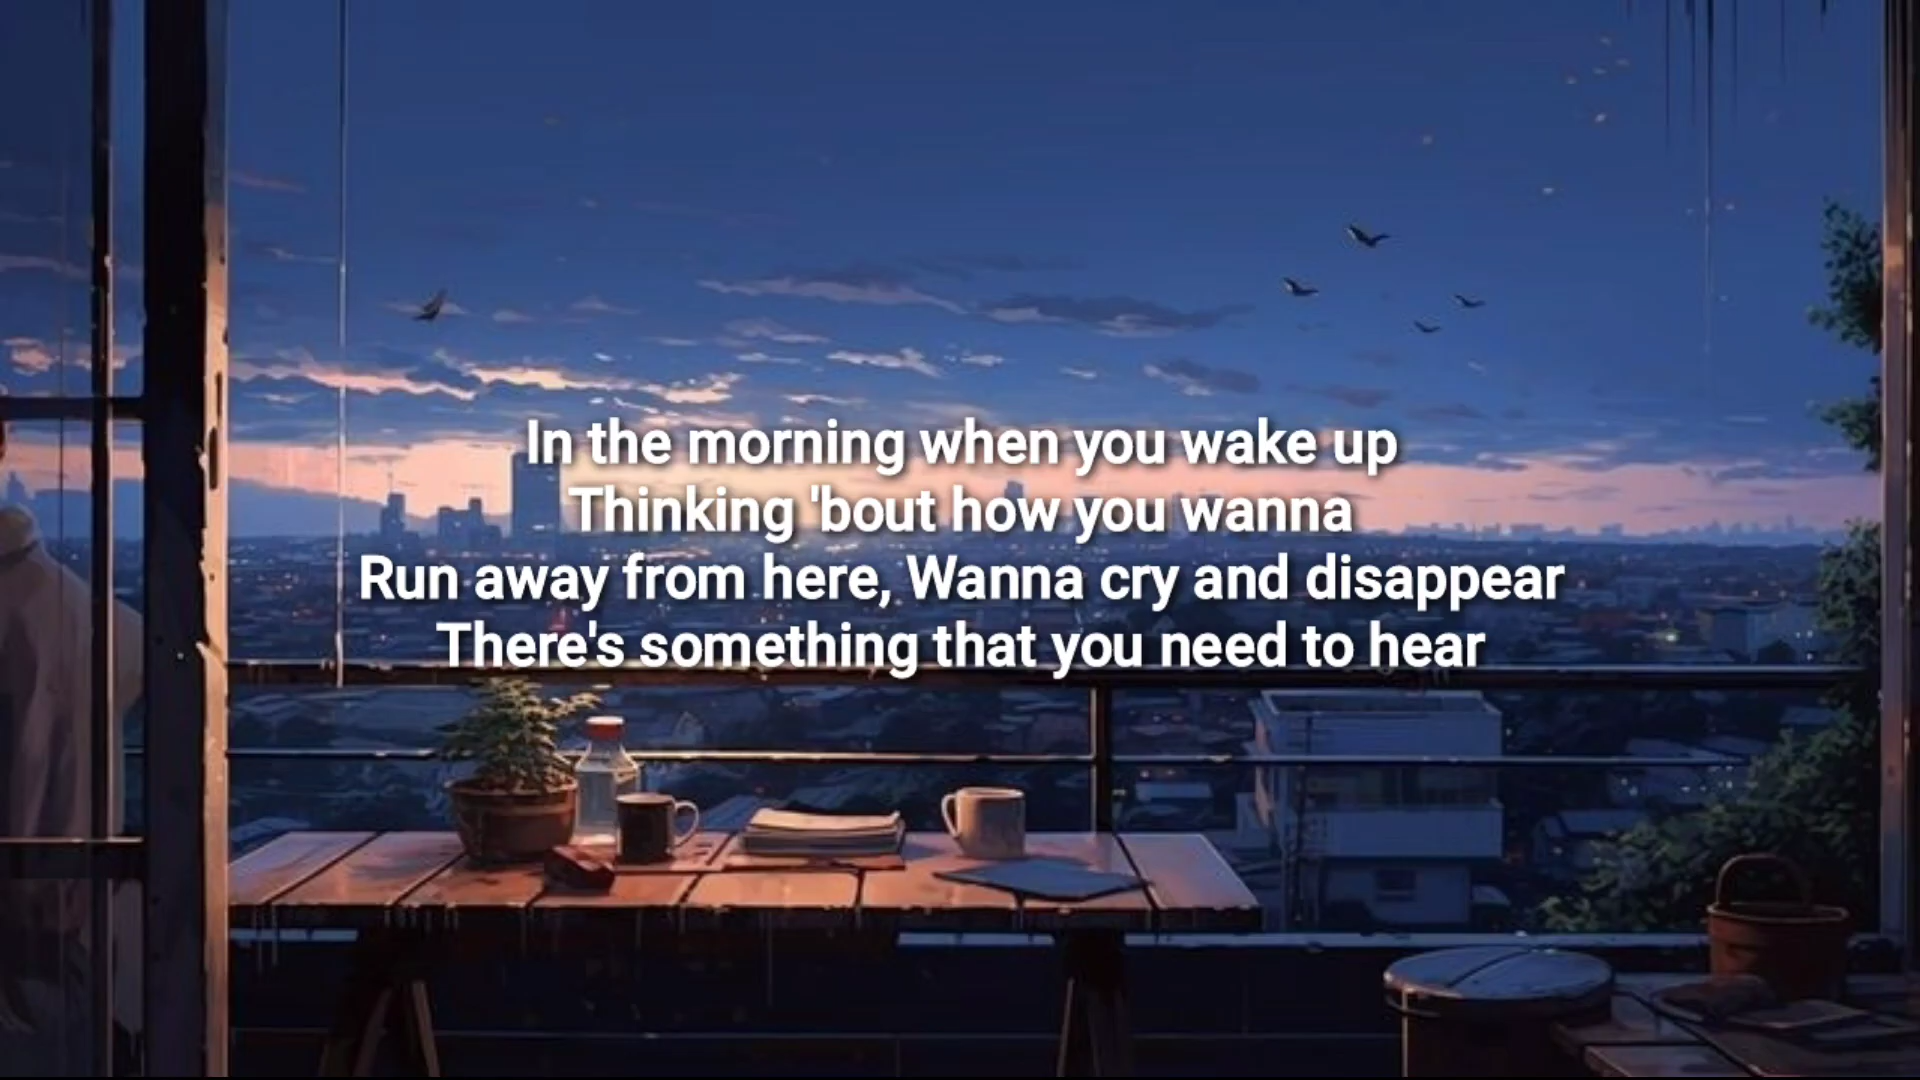 In the morning when you wake up
Thinking 'bout how you wanna
Run away from here, Wanna cry and disappear
There's something that you need to hear